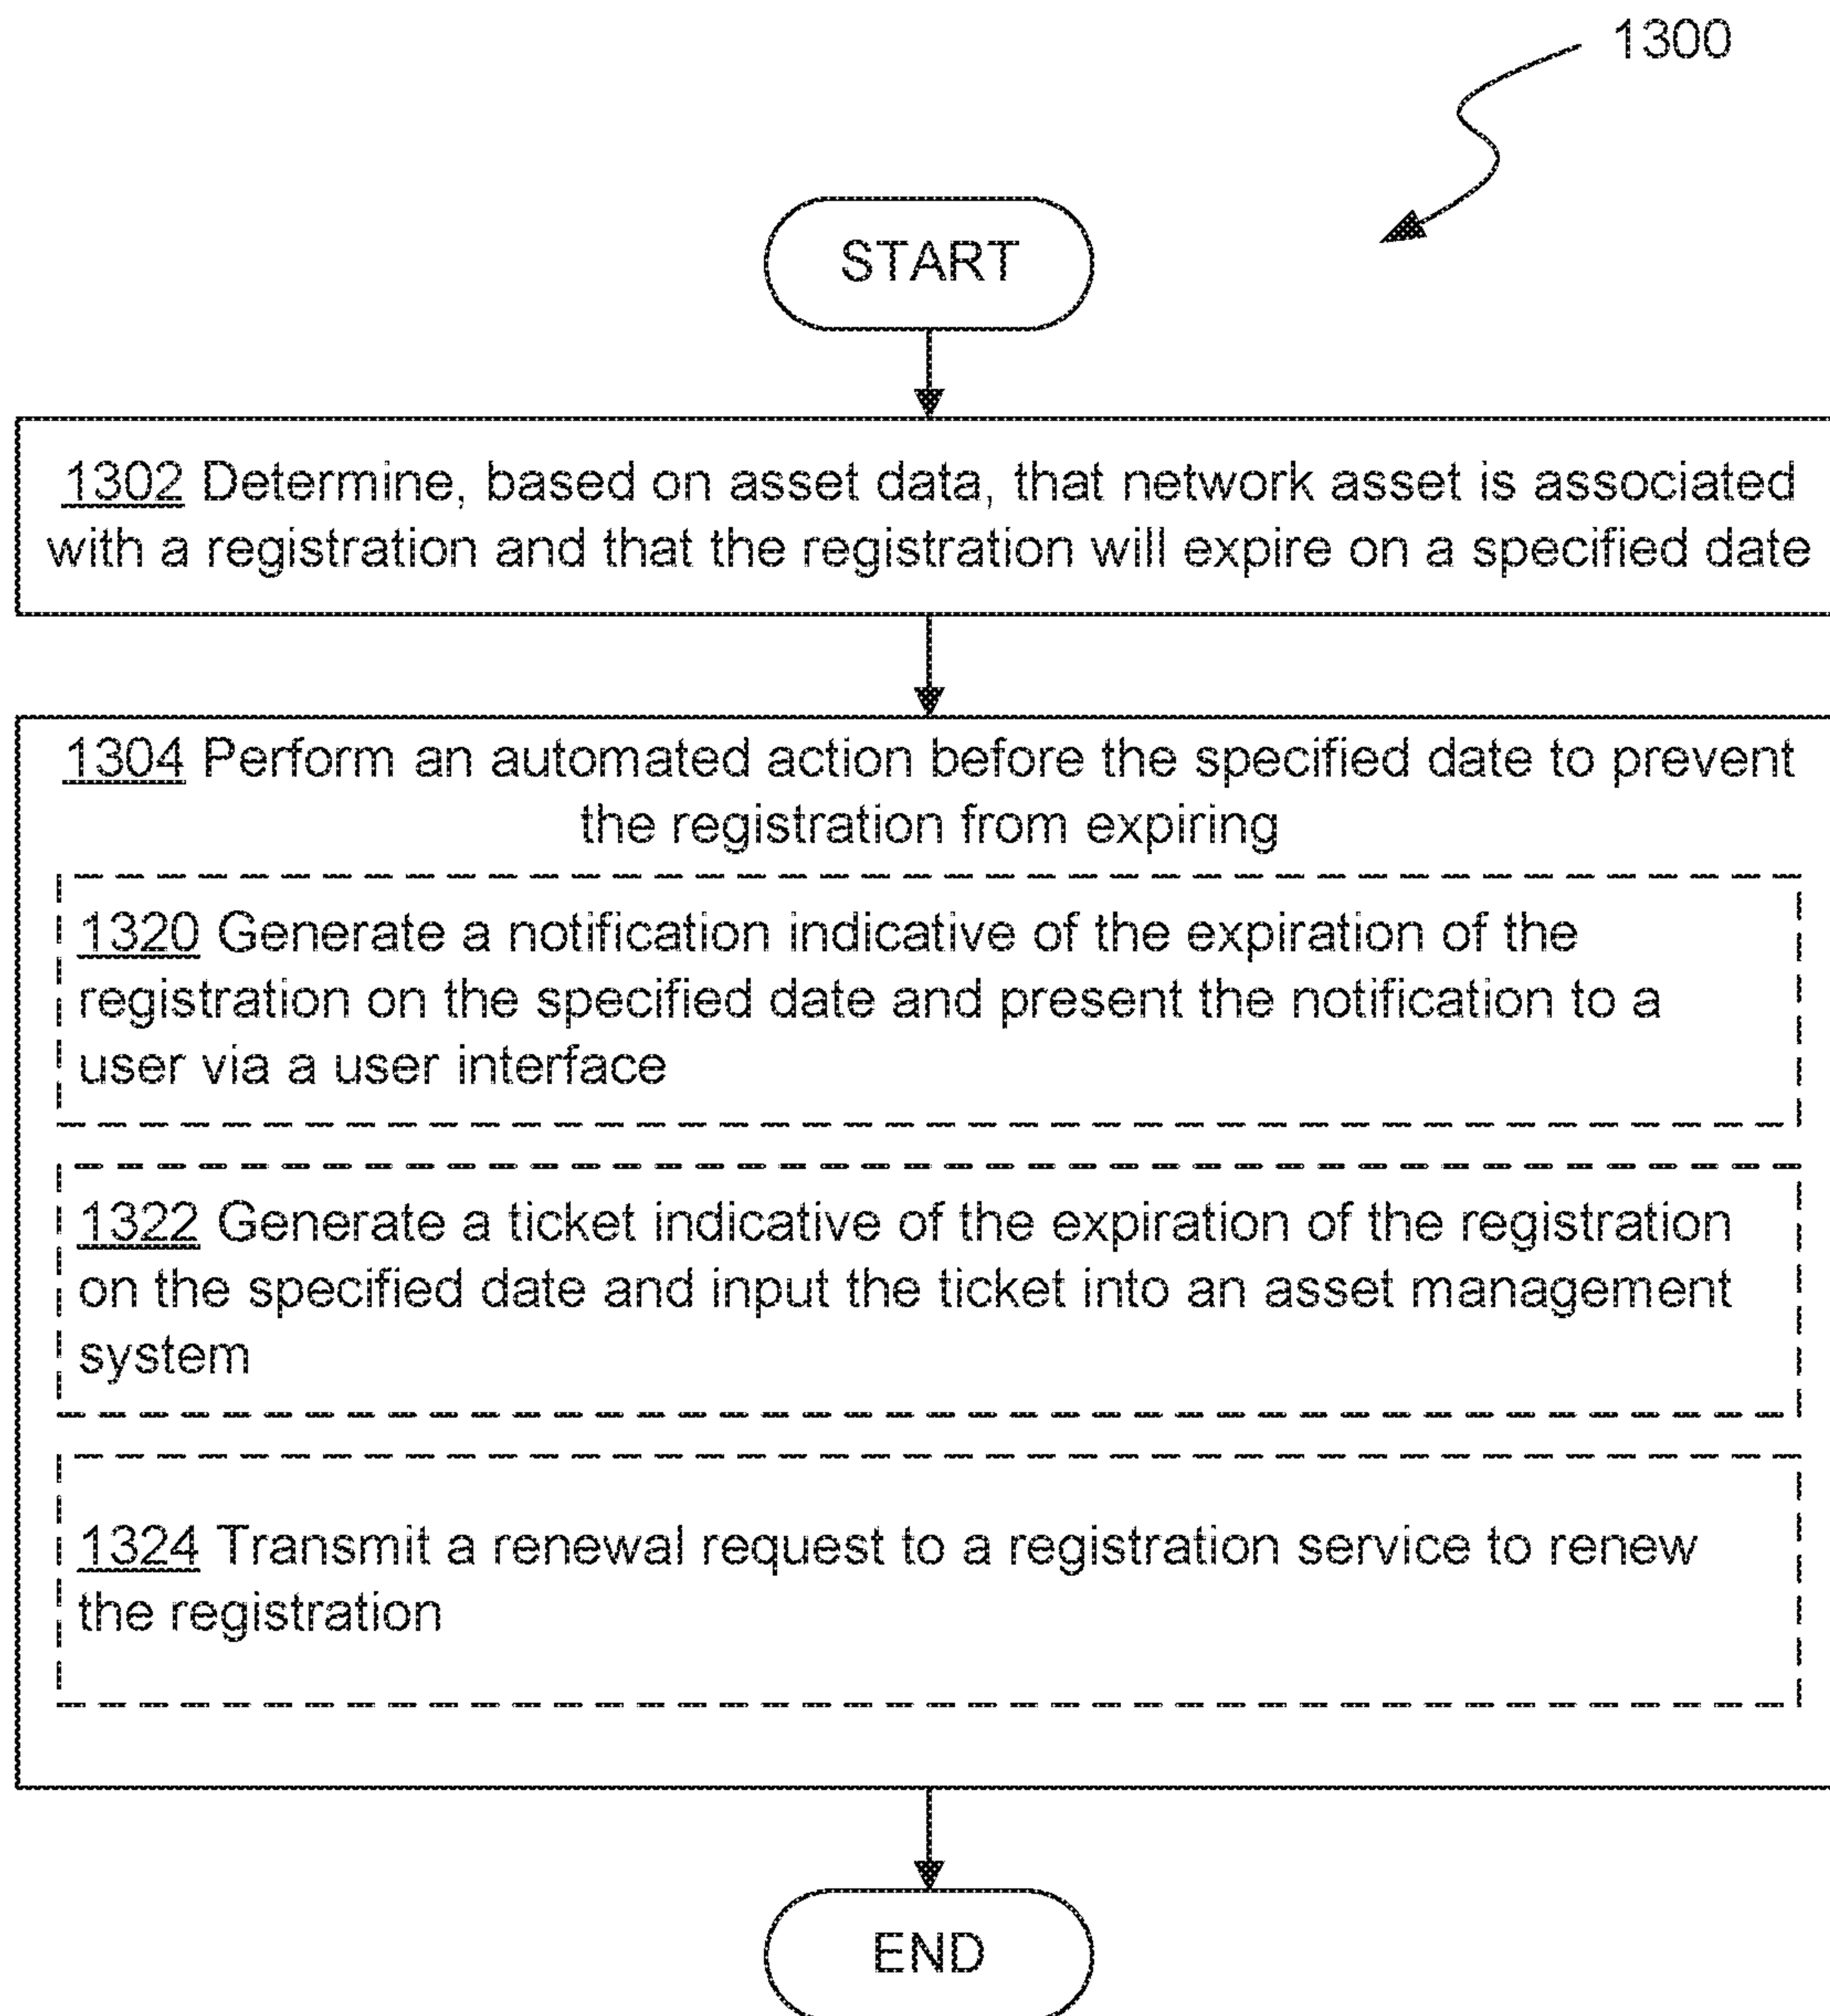 1300
START
1302 Determine, based on asset data, that network asset is associated
with a registration and that the registration will expire on a specified date
1304 Perform an automated action before the specified date to prevent
the registration from expiring
1320 Generate a notification indicative of the expiration of the
registration on the specified date and present the notification to a
user via a user interface
1322 Generate a ticket indicative of the expiration of the registration
on the specified date and input the ticket into an asset management
system
1324 Transmit a renewal request to a registration service to renew
the registration
END